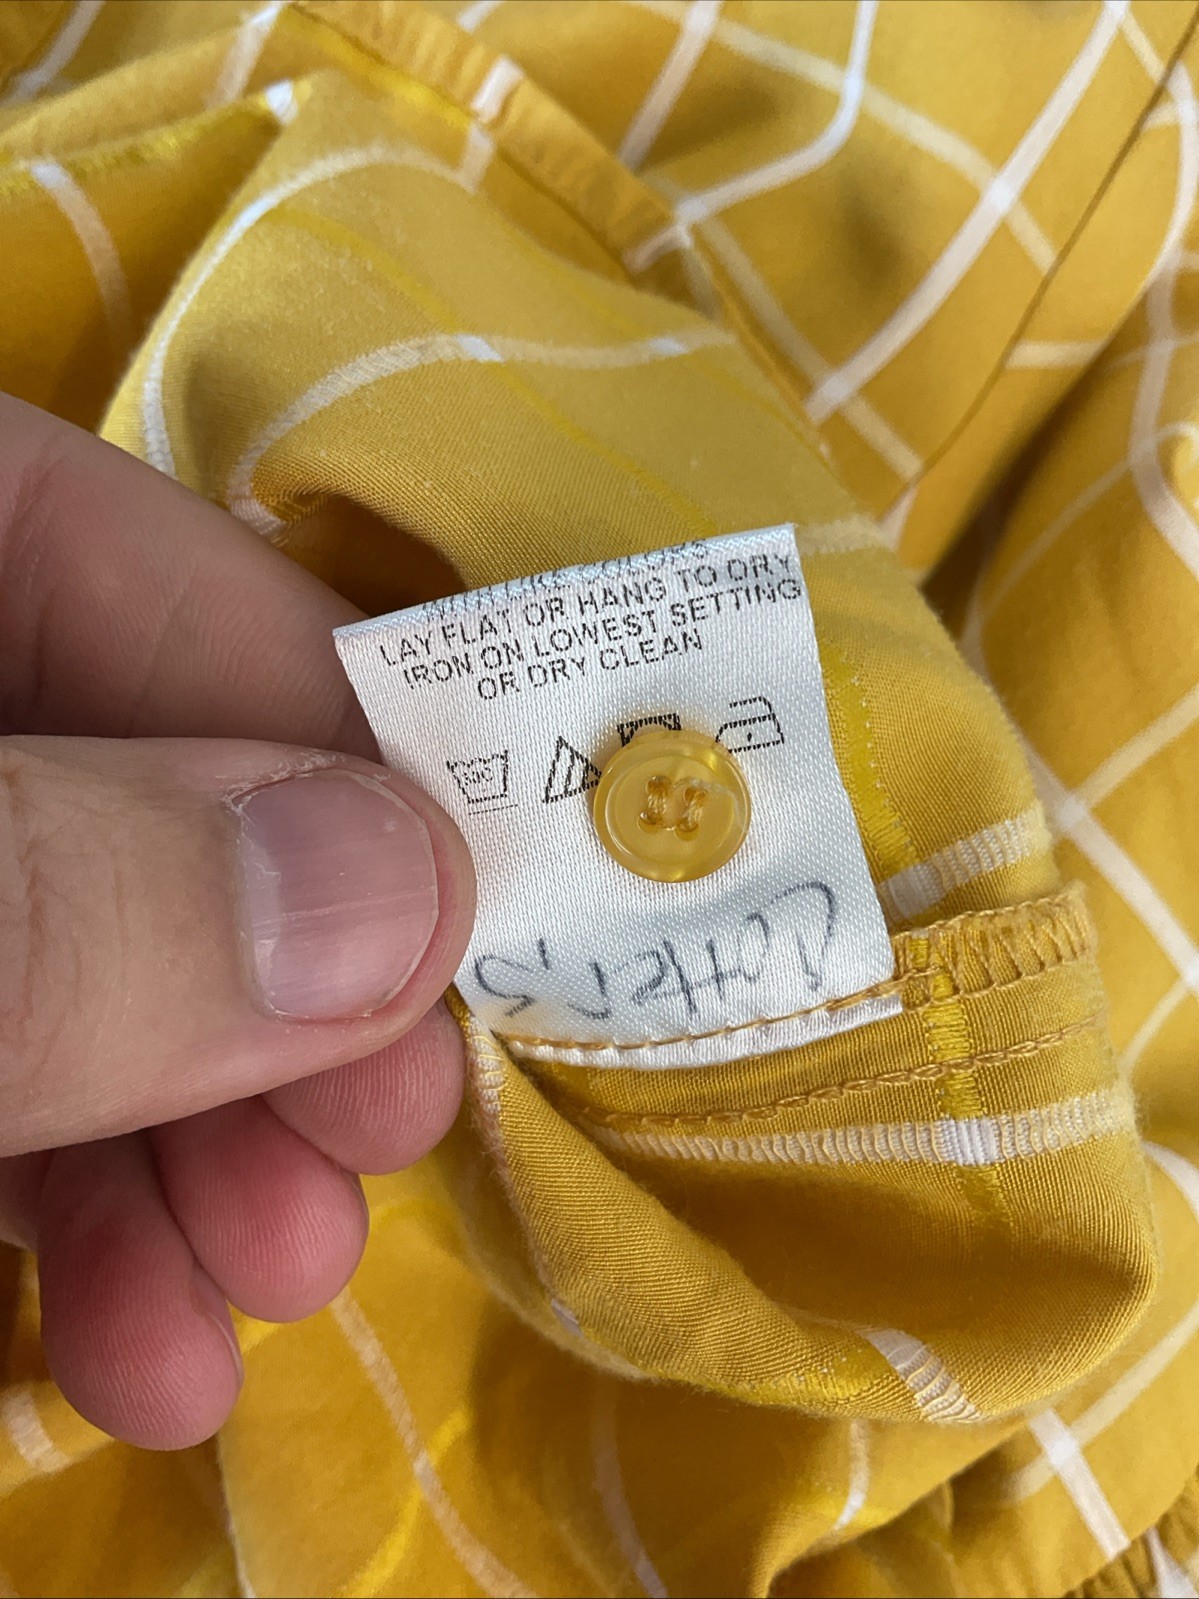 LAY FLAT OR HANG TO DRY
IRON ON LOWEST SETTING
OR DRY CLEAN